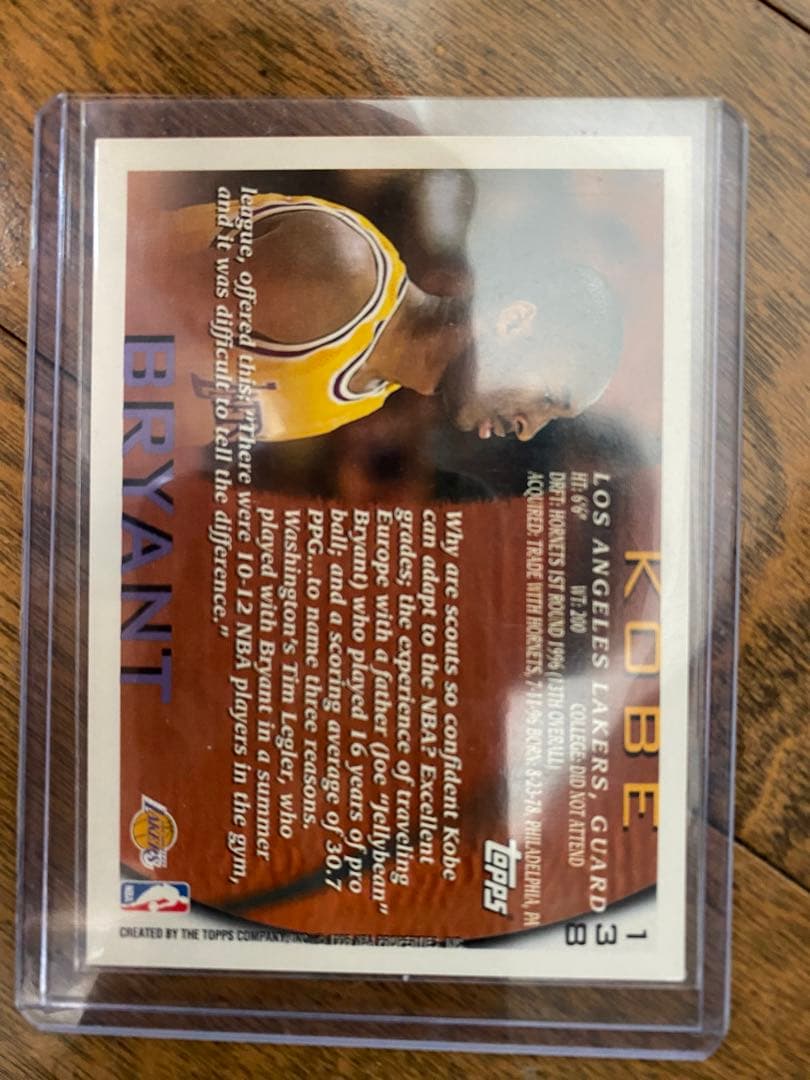 KOBE
138
LOS ANGELES LAKERS, GUARD
HT: 6'6" WT: 200 COLLEGE: DID NOT ATTEND
DRFT: HORNETS 1ST ROUND 1996 (13TH OVERALL)
ACQUIRED: TRADE WITH HORNETS, 7-11-96 BORN: 8-23-78, PHILADELPHIA, PA
TOPPS
Why are scouts so confident Kobe
can adapt to the NBA? Excellent
grades; the experience of traveling
Europe with a father (Joe "Jellybean"
Bryant) who played 16 years of pro
ball; and a scoring average of 30.7
PPG...to name three reasons.
Washington's Tim Legler, who
played with Bryant in a summer
league, offered this: "There were 10-12 NBA players in the gym,
and it was difficult to tell the difference."
BRYANT
LAKERS
NBA
CREATED BY THE TOPPS COMPANY, INC.